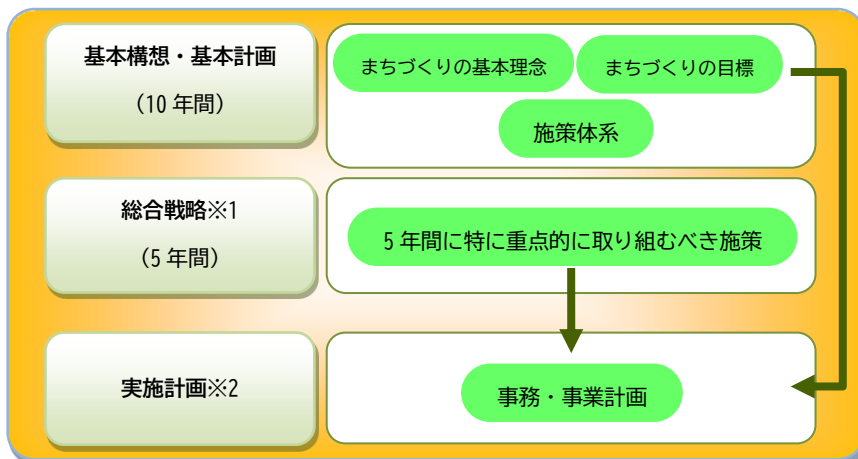 基本構想・基本計画
(10 年間)
まちづくりの基本理念
まちづくりの目標
施策体系
総合戦略※1
(5 年間)
5 年間に特に重点的に取り組むべき施策
実施計画※2
事務・事業計画